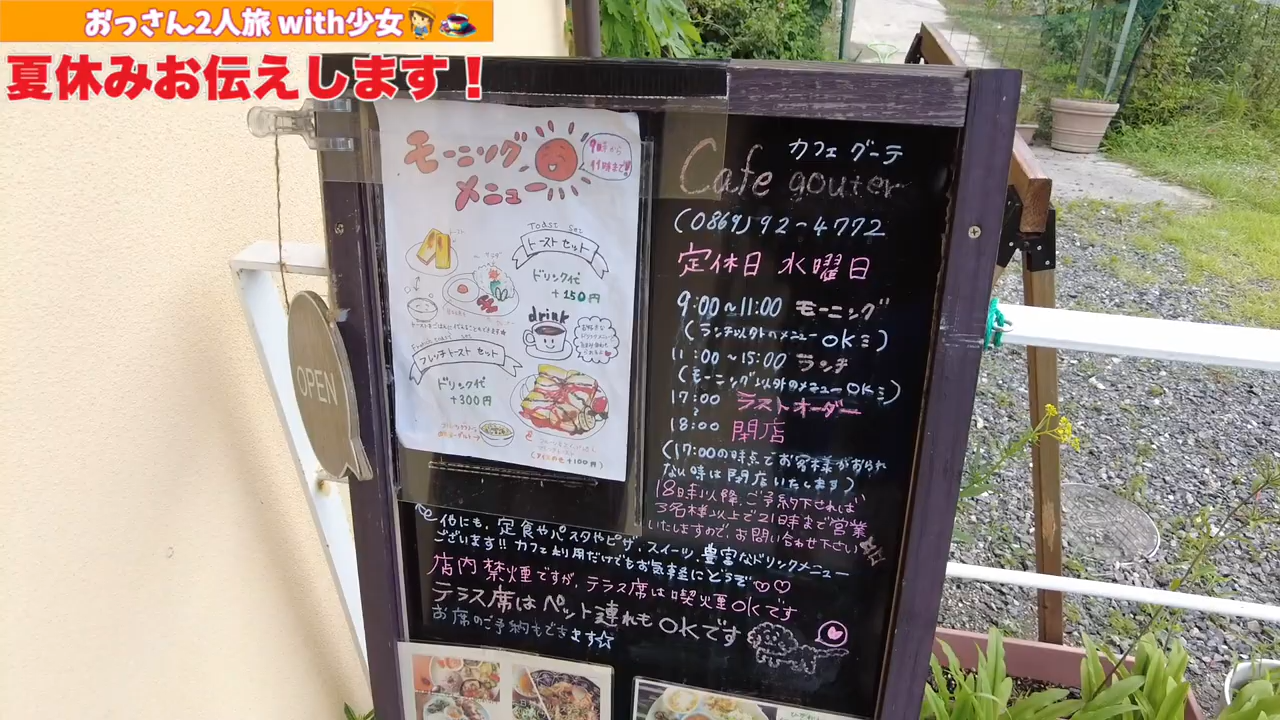 おっさん2人旅 with少女
夏休みお伝えします！
モーニング
メニュー
9時から
11時まで!!
Toast Set
トーストセット
ドリンク代
+150円
drink
フレンチトースト セット
ドリンク代
+300円
+100円)
OPEN
カフェ グーテ
Cafe gouter
(0869)92-4772
定休日 水曜日
9:00～11:00 モーニング
(ランチ以外のメニューOK
11:00～15:00 ランチ
(モーニング以外のメニューOK
17:00 ラストオーダー
18:00 閉店
(17:00の時点でお客様がおられ
ない時は閉店いたします)
18時以降、ご予約下されば
3名様以上で21時まで営業
いたしますので、お問い合わせ下さい
他にも、定食やパスタやピザ、スイーツ、豊富なドリンクメニュー
ございます!! カフェ利用だけでもお気軽にどうぞ♡♡
店内禁煙ですが、テラス席は喫煙OKです
テラス席はペット連れもOKです
お席のご予約もできます☆